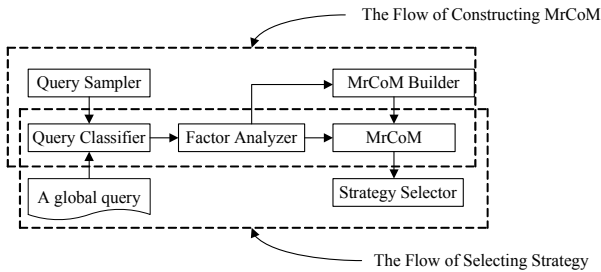 The Flow of Constructing MrCoM
Query Sampler
MrCoM Builder
Query Classifier
Factor Analyzer
MrCoM
A global query
Strategy Selector
The Flow of Selecting Strategy